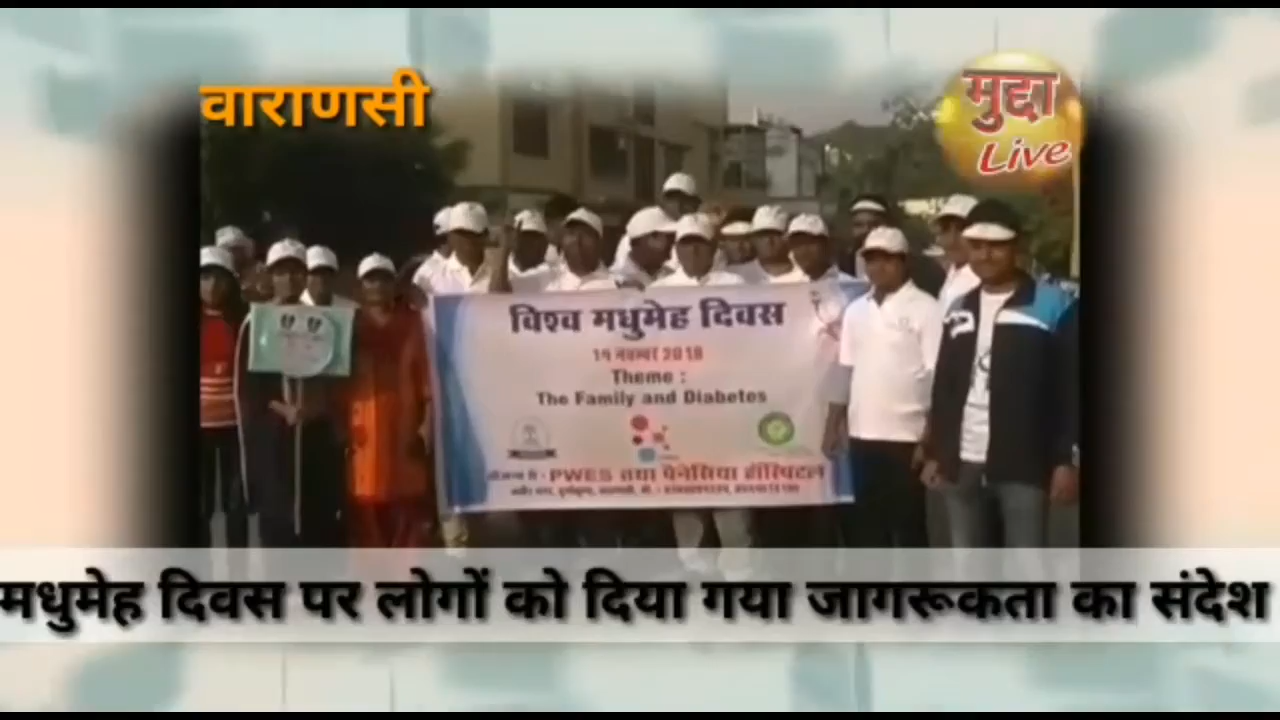 वाराणसी
मुद्दा
Live
विश्व मधुमेह दिवस
14 नवम्बर 2018
Theme :
The Family and Diabetes
PWES तथा पेनेसिया हॉस्पिटल
मधुमेह दिवस पर लोगों को दिया गया जागरूकता का संदेश